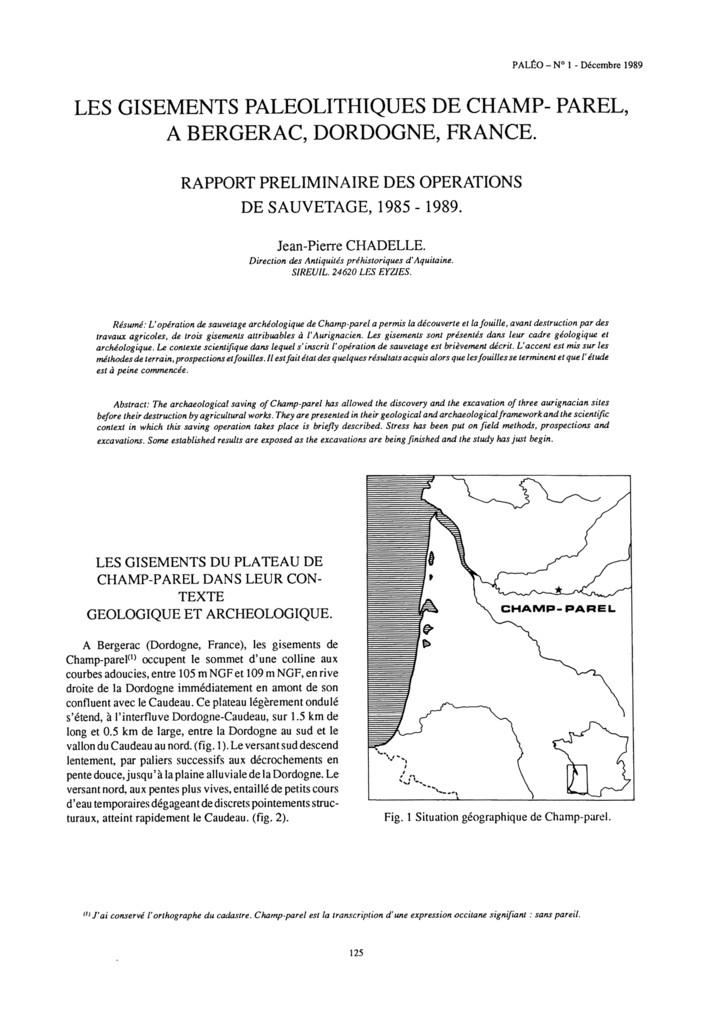 PALÉO – N° 1 - Décembre 1989
LES GISEMENTS PALEOLITHIQUES DE CHAMP- PAREL,
A BERGERAC, DORDOGNE, FRANCE.
RAPPORT PRELIMINAIRE DES OPERATIONS
DE SAUVETAGE, 1985 - 1989.
Jean-Pierre CHADELLE.
Direction des Antiquités préhistoriques d'Aquitaine.
SIREUIL. 24620 LES EYZIES.
Résumé: L'opération de sauvetage archéologique de Champ-parel a permis la découverte et la fouille, avant destruction par des
travaux agricoles, de trois gisements attribuables à l'Aurignacien. Les gisements sont présentés dans leur cadre géologique et
archéologique. Le contexte scientifique dans lequel s'inscrit l'opération de sauvetage est brièvement décrit. L'accent est mis sur les
méthodes de terrain, prospections et fouilles. Il est fait état des quelques résultats acquis alors que les fouilles se terminent et que l'étude
est à peine commencée.
Abstract: The archaeological saving of Champ-parel has allowed the discovery and the excavation of three aurignacian sites
before their destruction by agricultural works. They are presented in their geological and archaeological framework and the scientific
context in which this saving operation takes place is briefly described. Stress has been put on field methods, prospections and
excavations. Some established results are exposed as the excavations are being finished and the study has just begin.
LES GISEMENTS DU PLATEAU DE
CHAMP-PAREL DANS LEUR CON-
TEXTE
GEOLOGIQUE ET ARCHEOLOGIQUE.
A Bergerac (Dordogne, France), les gisements de
Champ-parel(1) occupent le sommet d'une colline aux
courbes adoucies, entre 105 m NGF et 109 m NGF, en rive
droite de la Dordogne immédiatement en amont de son
confluent avec le Caudeau. Ce plateau légèrement ondulé
s'étend, à l'interfluve Dordogne-Caudeau, sur 1.5 km de
long et 0.5 km de large, entre la Dordogne au sud et le
vallon du Caudeau au nord. (fig. 1). Le versant sud descend
lentement, par paliers successifs aux décrochements en
pente douce, jusqu'à la plaine alluviale de la Dordogne. Le
versant nord, aux pentes plus vives, entaillé de petits cours
d'eau temporaires dégageant de discrets pointements struc-
turaux, atteint rapidement le Caudeau. (fig. 2).
CHAMP-PAREL
Fig. 1 Situation géographique de Champ-parel.
(1) J'ai conservé l'orthographe du cadastre. Champ-parel est la transcription d'une expression occitane signifiant : sans pareil.
125